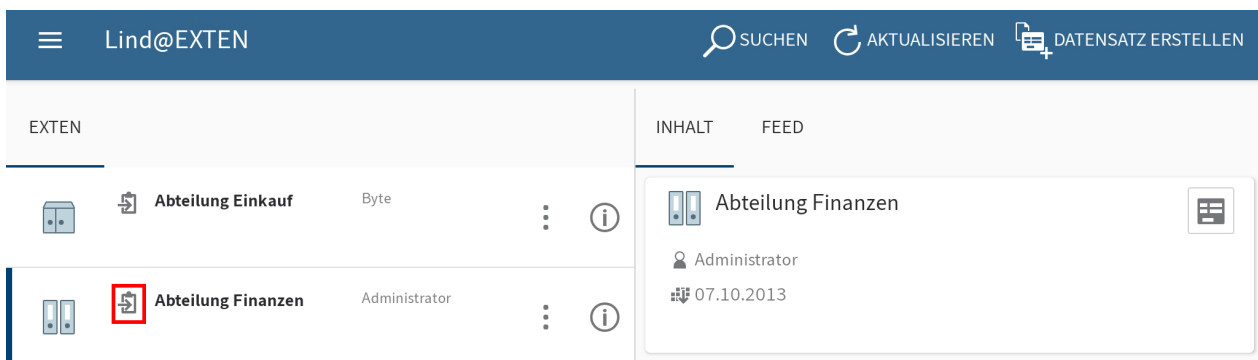 Lind@EXTEN
SUCHEN
AKTUALISIEREN
DATENSATZ ERSTELLEN
EXTEN
Abteilung Einkauf
Byte
Abteilung Finanzen
Administrator
INHALT
FEED
Abteilung Finanzen
Administrator
07.10.2013